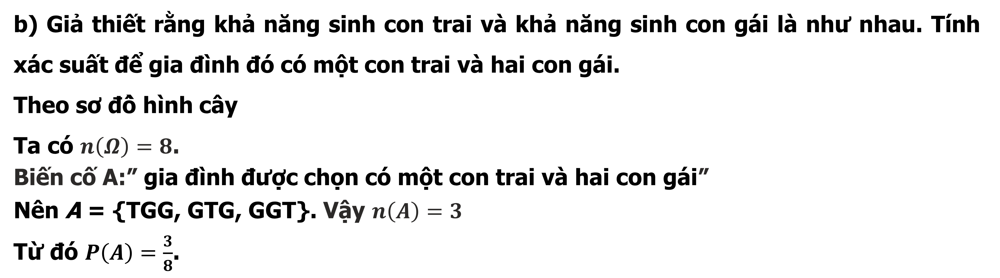 b) Giả thiết rằng khả năng sinh con trai và khả năng sinh con gái là như nhau. Tính
xác suất để gia đình đó có một con trai và hai con gái.
Theo sơ đồ hình cây
Ta có n(Ω) = 8.
Biến cố A:” gia đình được chọn có một con trai và hai con gái”
Nên A = {TGG, GTG, GGT}. Vậy n(A) = 3
Từ đó P(A) = 3/8.